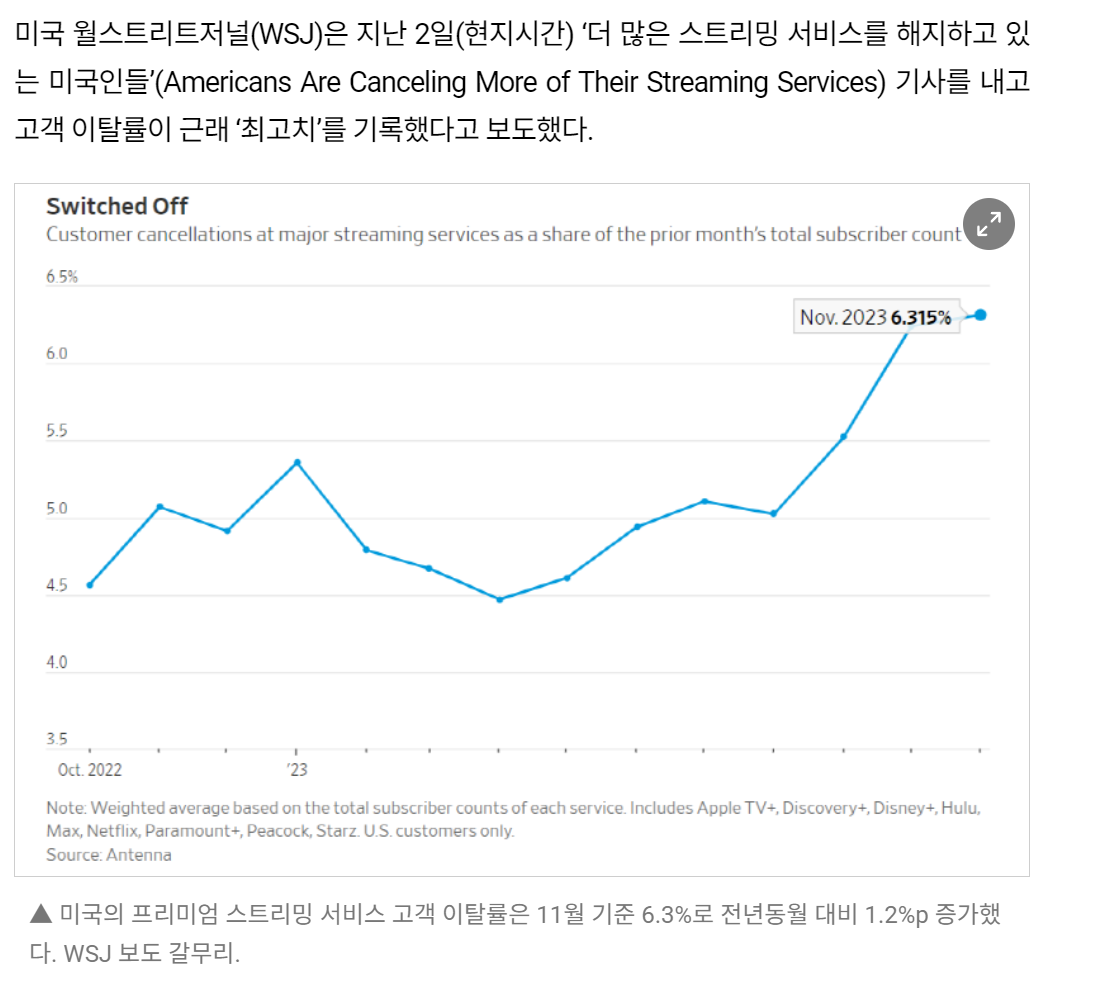 미국 월스트리트저널(WSJ)은 지난 2일(현지시간) ‘더 많은 스트리밍 서비스를 해지하고 있
는 미국인들’(Americans Are Canceling More of Their Streaming Services) 기사를 내고
고객 이탈률이 근래 ‘최고치’를 기록했다고 보도했다.
Switched Off
Customer cancellations at major streaming services as a share of the prior month's total subscriber count
6.5%
Nov. 2023 6.315%
6.0
5.5
5.0
4.5
4.0
3.5
Oct. 2022 '23
Note: Weighted average based on the total subscriber counts of each service. Includes Apple TV+, Discovery+, Disney+, Hulu,
Max, Netflix, Paramount+, Peacock, Starz. U.S. customers only.
Source: Antenna
▲ 미국의 프리미엄 스트리밍 서비스 고객 이탈률은 11월 기준 6.3%로 전년동월 대비 1.2%p 증가했
다. WSJ 보도 갈무리.